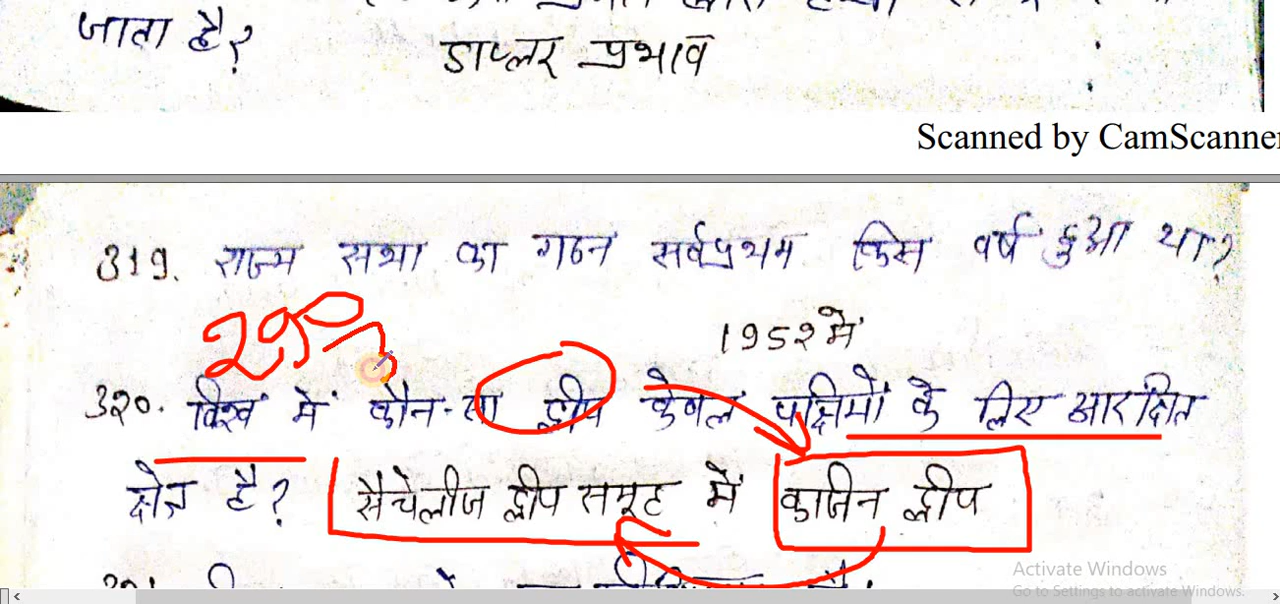 जाता है?
डाप्लर प्रभाव
Scanned by CamScanner
319. राज्य सभा का गठन सर्वप्रथम किस वर्ष हुआ था?
1952 में
320. विश्व में कौन-सा द्वीप केवल पक्षियों के लिए आरक्षित
क्षेत्र है? सैचेलीज द्वीप समूह में काजिन द्वीप
Activate Windows
Go to Settings to activate Windows.